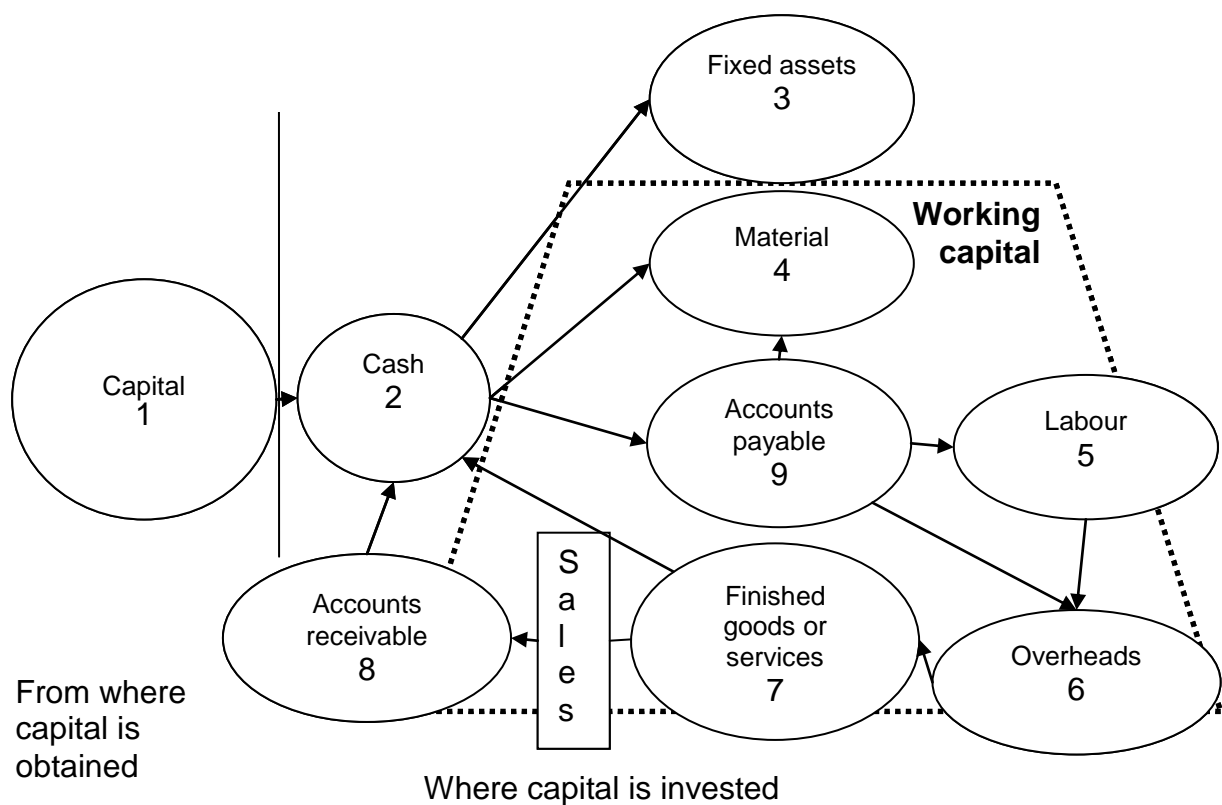 Fixed assets
3
Working
capital
Material
4
Capital
1
Cash
2
Accounts
payable
9
Labour
5
S
a
l
e
s
Accounts
receivable
8
Finished
goods or
services
7
Overheads
6
From where
capital is
obtained
Where capital is invested